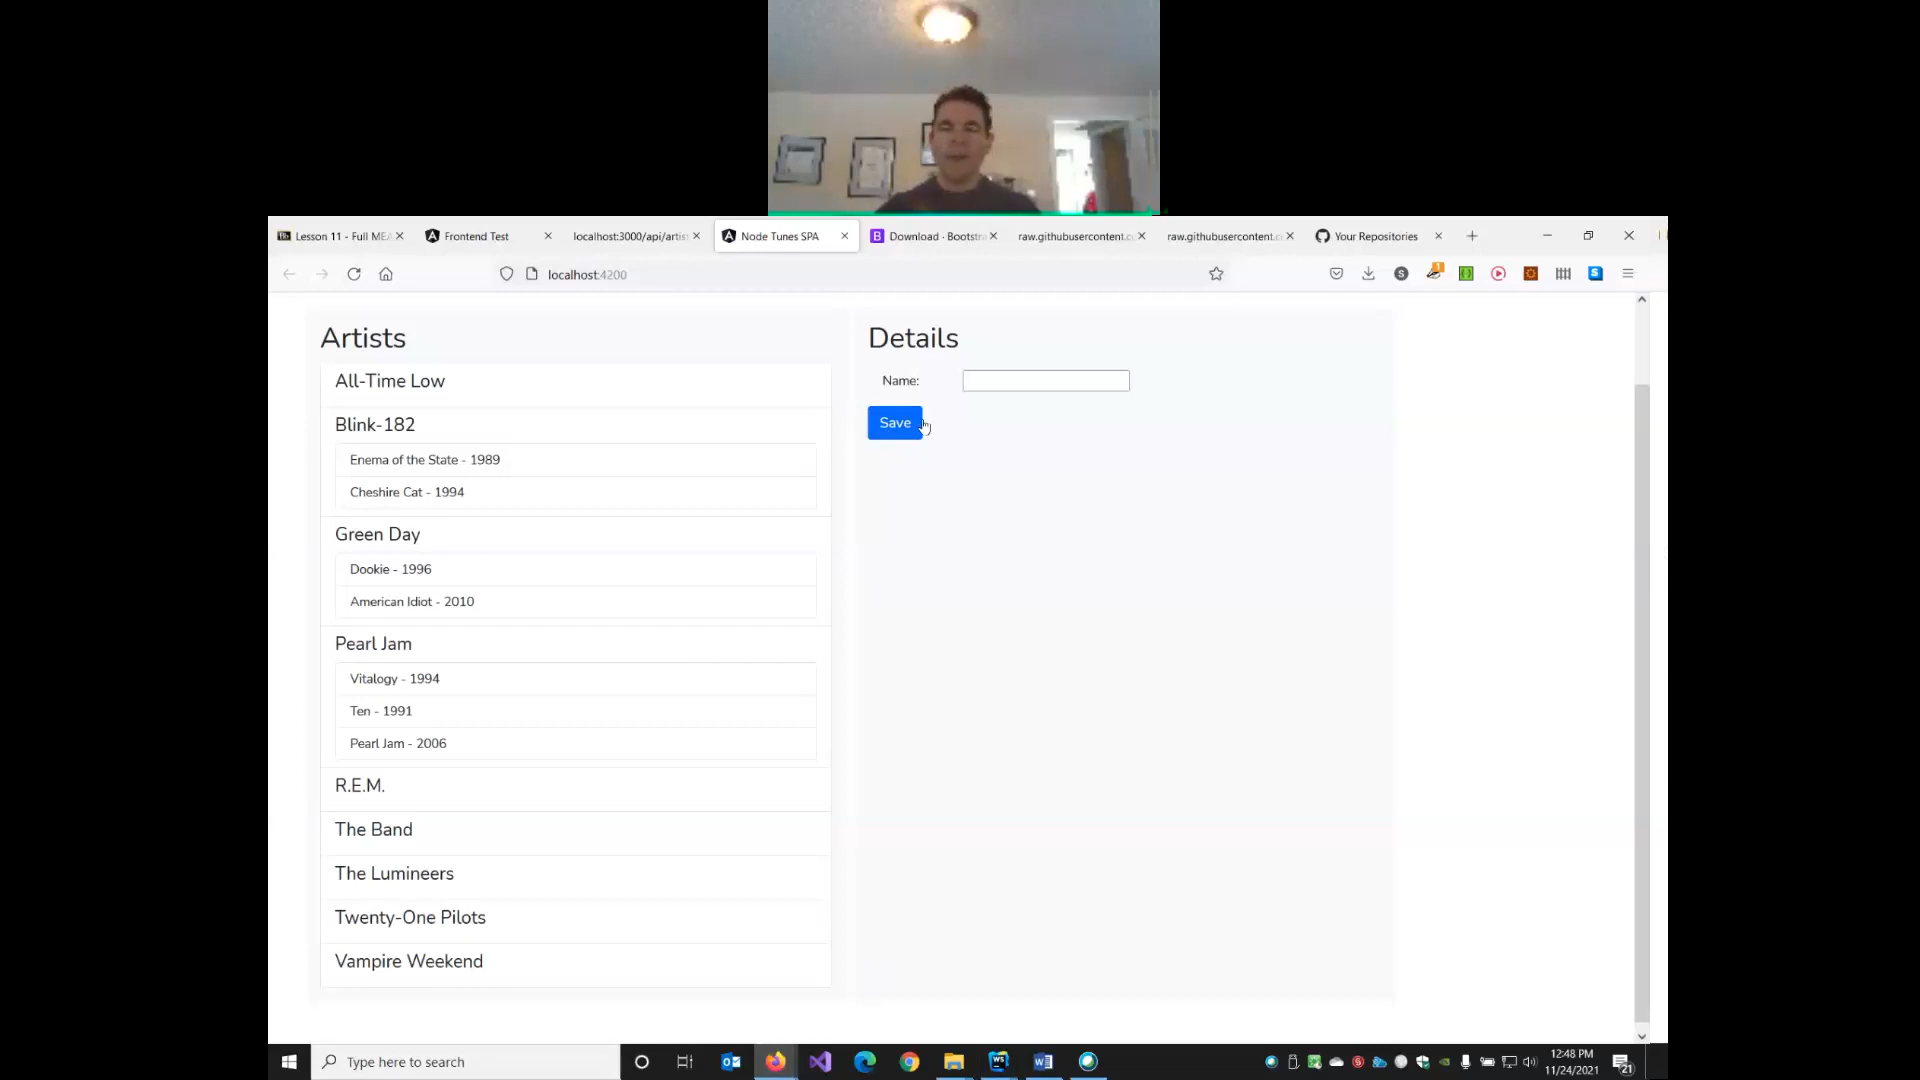 Lesson 11 - Full MEA
Frontend Test
localhost:3000/api/artis
Node Tunes SPA
Download · Bootstra
raw.githubusercontent.c
raw.githubusercontent.c
Your Repositories
localhost:4200
Artists
All-Time Low
Blink-182
Enema of the State - 1989
Cheshire Cat - 1994
Green Day
Dookie - 1996
American Idiot - 2010
Pearl Jam
Vitalogy - 1994
Ten - 1991
Pearl Jam - 2006
R.E.M.
The Band
The Lumineers
Twenty-One Pilots
Vampire Weekend
Details
Name:
Save
Type here to search
12:48 PM
11/24/2021
21